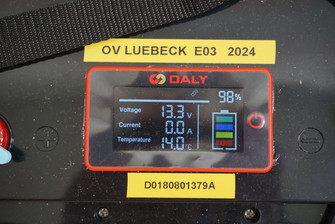 OV LUEBECK E03 2024
DALY
98%
Voltage 13.3 V
Current 0.0 A
Temperature 14.0 °C
D0180801379A